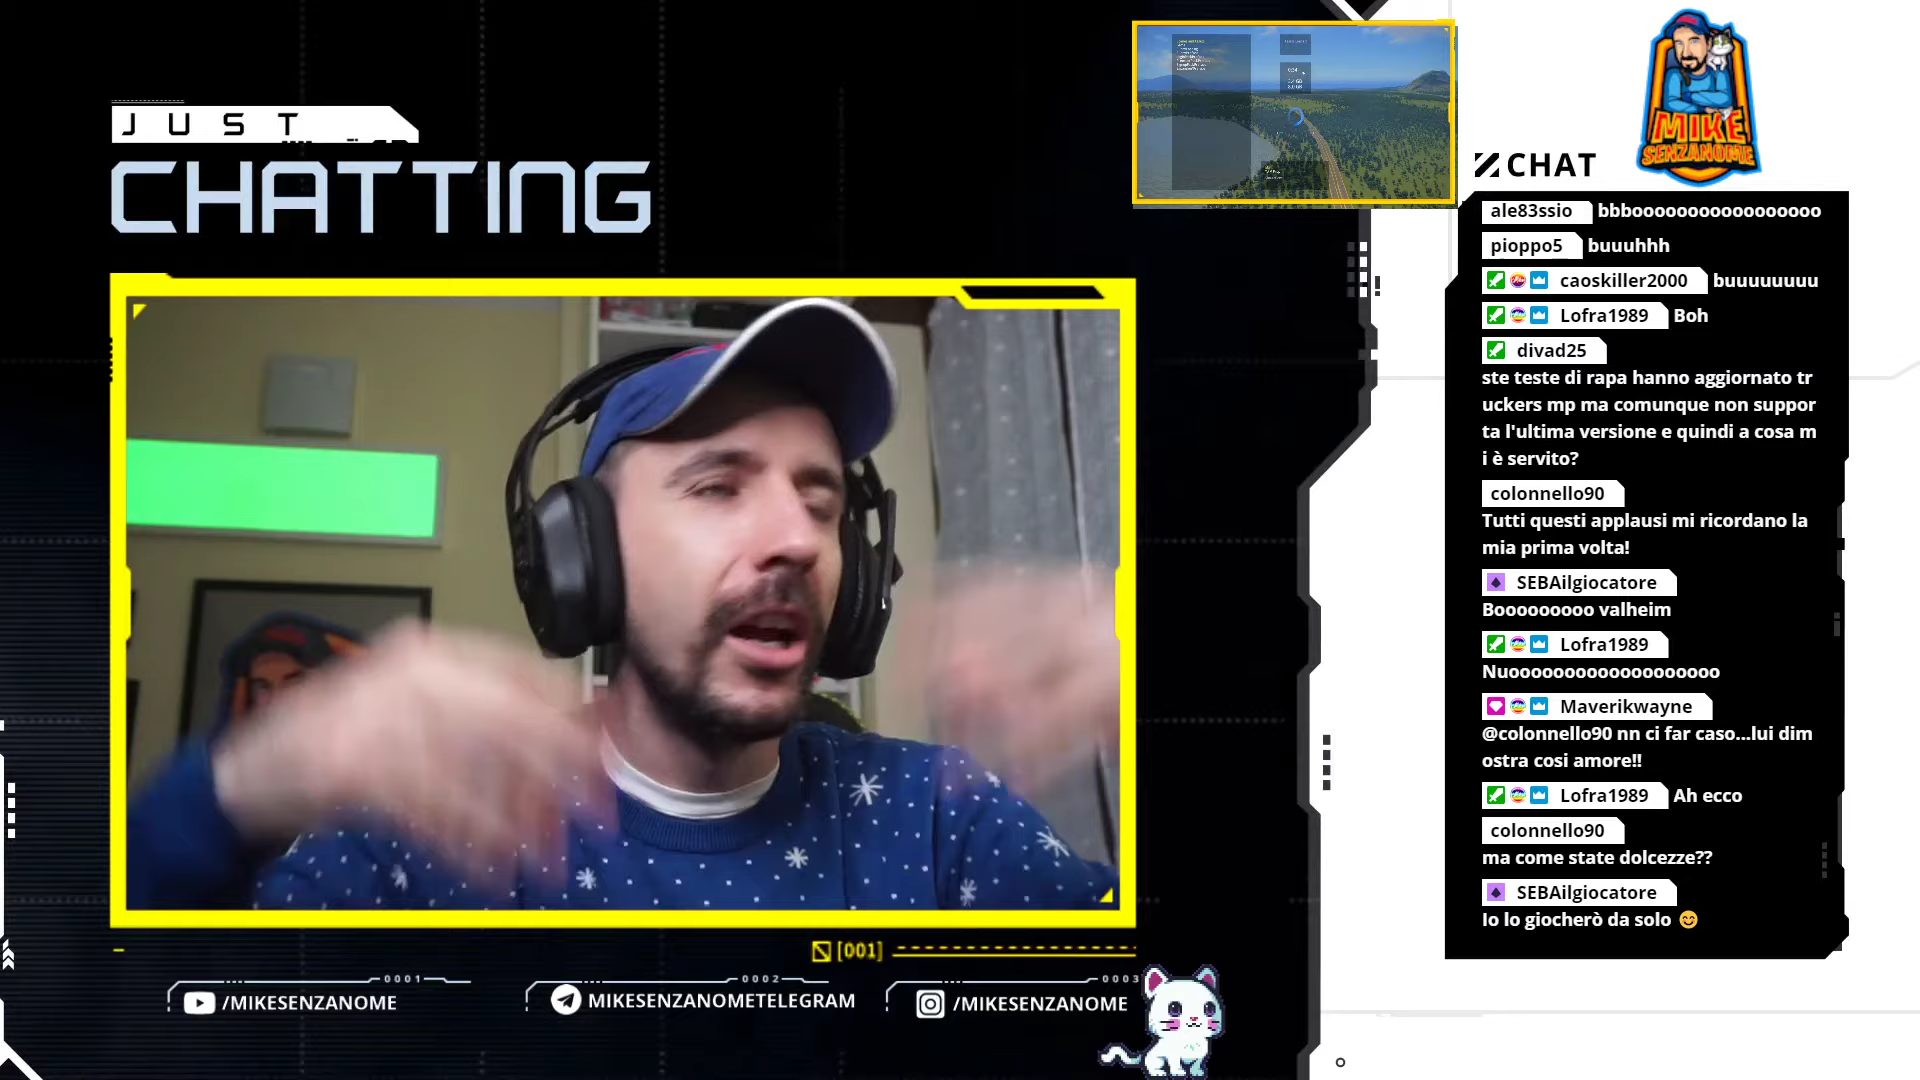 JUST
CHATTING
MIKE
SENZANOME
CHAT
ale83ssio bbbooooooooooooooooo
pioppo5 buuuhhh
caoskiller2000 buuuuuuuu
Lofra1989 Boh
divad25
ste teste di rapa hanno aggiornato tr
uckers mp ma comunque non suppor
ta l'ultima versione e quindi a cosa m
i è servito?
colonnello90
Tutti questi applausi mi ricordano la
mia prima volta!
SEBAilgiocatore
Booooooooo valheim
Lofra1989
Nuooooooooooooooooooo
Maverikwayne
@colonnello90 nn ci far caso...lui dim
ostra cosi amore!!
Lofra1989 Ah ecco
colonnello90
ma come state dolcezze??
SEBAilgiocatore
Io lo giocherò da solo 😊
[001]
0001
/MIKESENZANOME
0002
MIKESENZANOMETELEGRAM
0003
/MIKESENZANOME